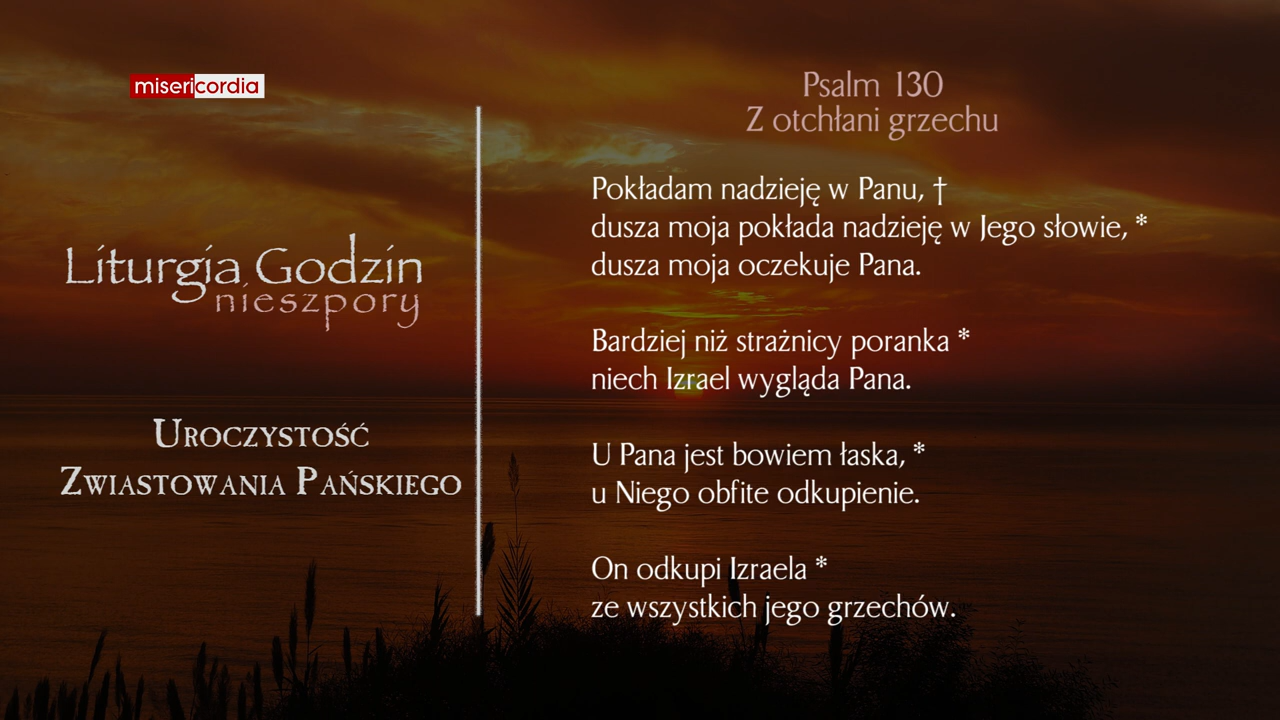 misericordia
Liturgia Godzin
nieszpory
Uroczystość
Zwiastowania Pańskiego
Psalm 130
Z otchłani grzechu
Pokładam nadzieję w Panu, †
dusza moja pokłada nadzieję w Jego słowie, *
dusza moja oczekuje Pana.
Bardziej niż strażnicy poranka *
niech Izrael wygląda Pana.
U Pana jest bowiem łaska, *
u Niego obfite odkupienie.
On odkupi Izraela *
ze wszystkich jego grzechów.